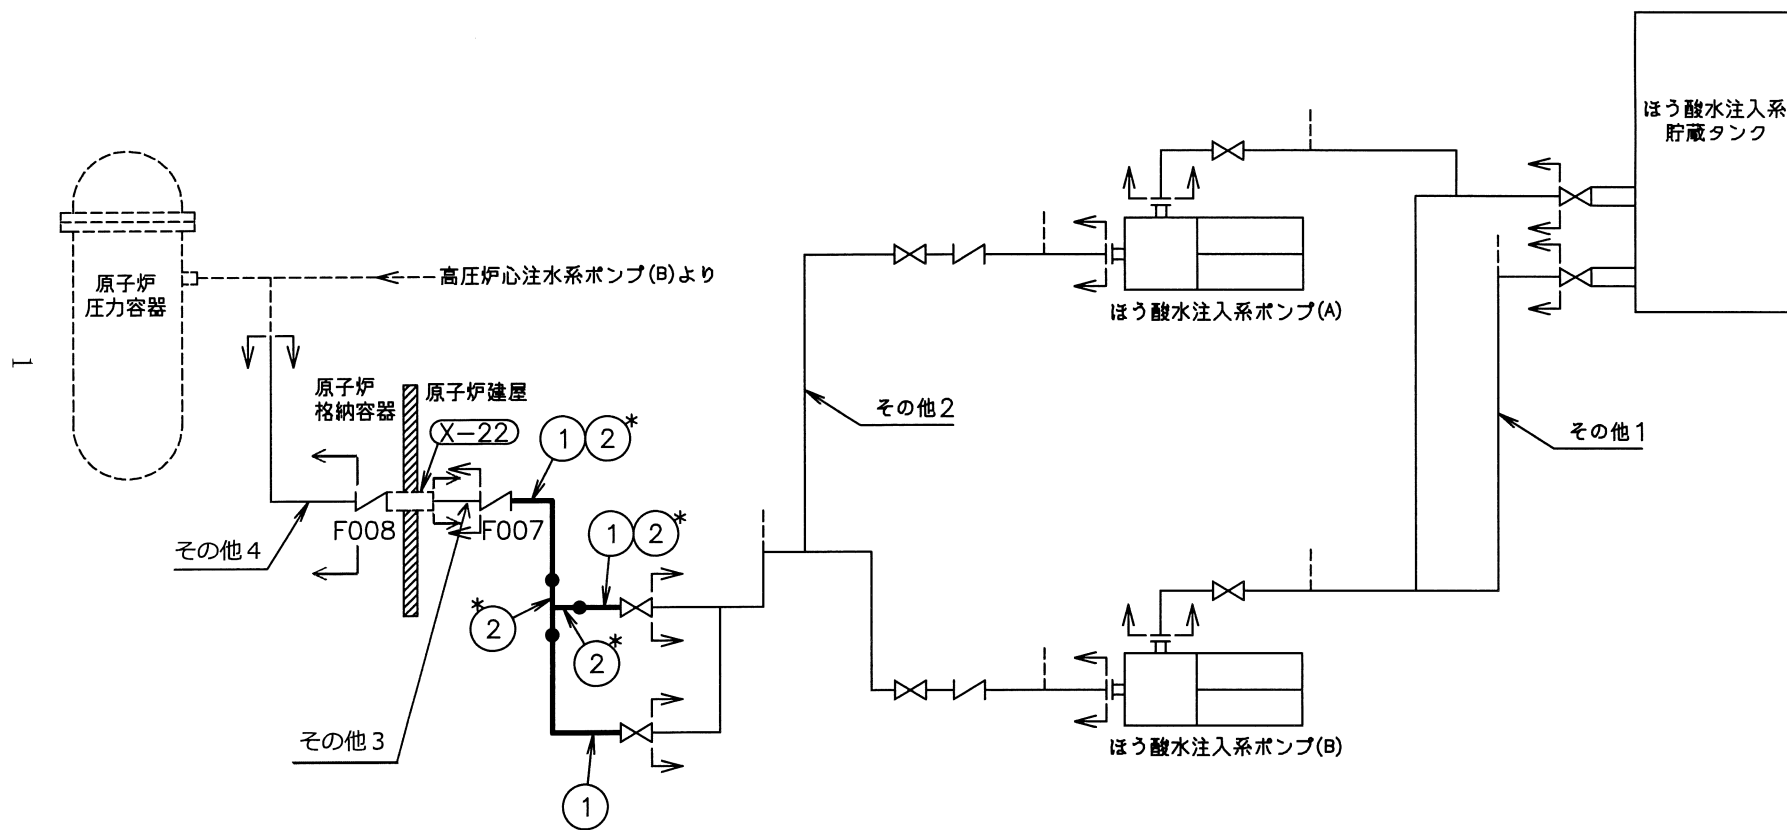 ほう酸水注入系
貯蔵タンク
高圧炉心注水系ポンプ(B)より
原子炉
圧力容器
ほう酸水注入系ポンプ(A)
1
原子炉
格納容器
原子炉建屋
X-22
1 2*
その他2
その他1
F008
F007
1 2*
その他4
*2
2*
その他3
ほう酸水注入系ポンプ(B)
1